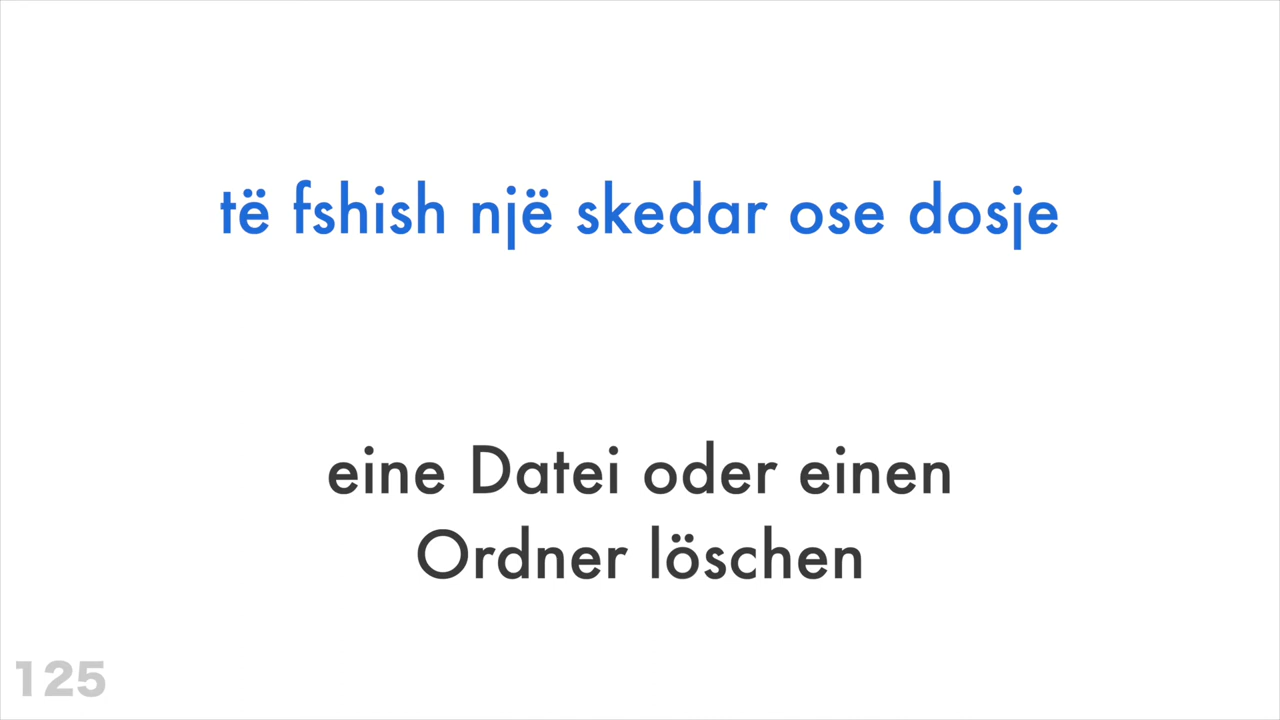 të fshish një skedar ose dosje
eine Datei oder einen
Ordner löschen
125